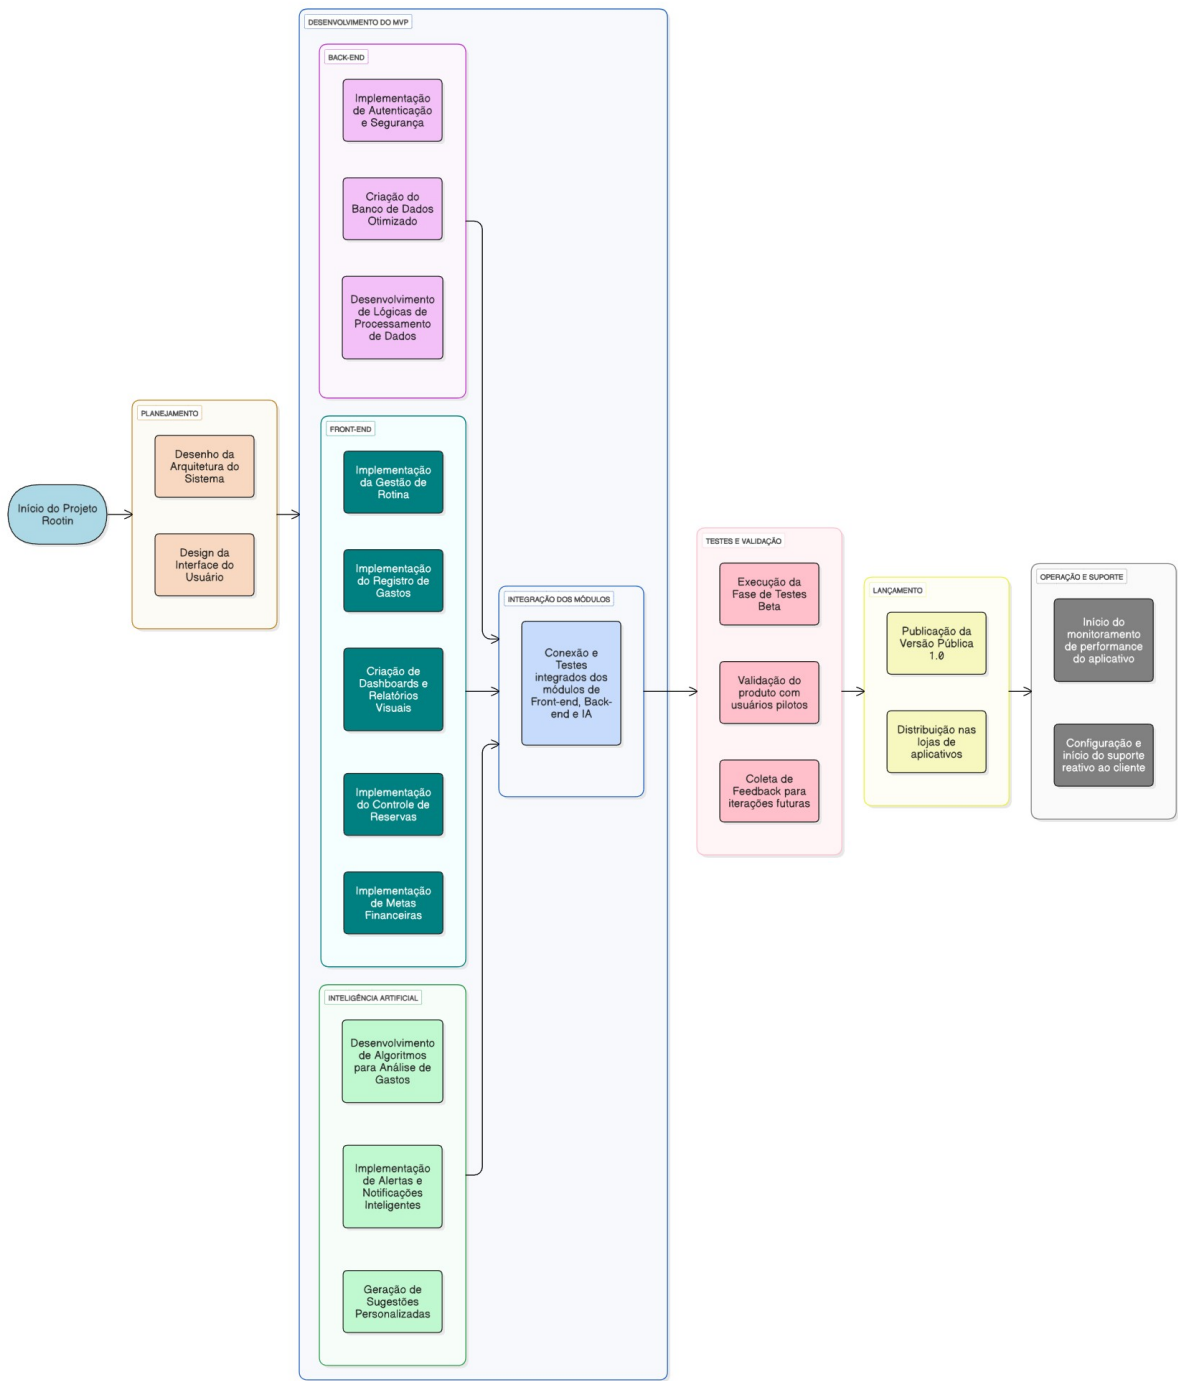 Início do Projeto
Rootin
PLANEJAMENTO
Desenho da
Arquitetura do
Sistema
Design da
Interface do
Usuário
DESENVOLVIMENTO DO MVP
BACK-END
Implementação
de Autenticação
e Segurança
Criação do
Banco de Dados
Otimizado
Desenvolvimento
de Lógicas de
Processamento
de Dados
FRONT-END
Implementação
da Gestão de
Rotina
Implementação
do Registro de
Gastos
Criação de
Dashboards e
Relatórios
Visuais
Implementação
do Controle de
Reservas
Implementação
de Metas
Financeiras
INTELIGÊNCIA ARTIFICIAL
Desenvolvimento
de Algoritmos
para Análise de
Gastos
Implementação
de Alertas e
Notificações
Inteligentes
Geração de
Sugestões
Personalizadas
INTEGRAÇÃO DOS MÓDULOS
Conexão e
Testes
integrados dos
módulos de
Front-end, Back-
end e IA
TESTES E VALIDAÇÃO
Execução da
Fase de Testes
Beta
Validação do
produto com
usuários pilotos
Coleta de
Feedback para
iterações futuras
LANÇAMENTO
Publicação da
Versão Pública
1.0
Distribuição nas
lojas de
aplicativos
OPERAÇÃO E SUPORTE
Início do
monitoramento
de performance
do aplicativo
Configuração e
início do suporte
reativo ao cliente